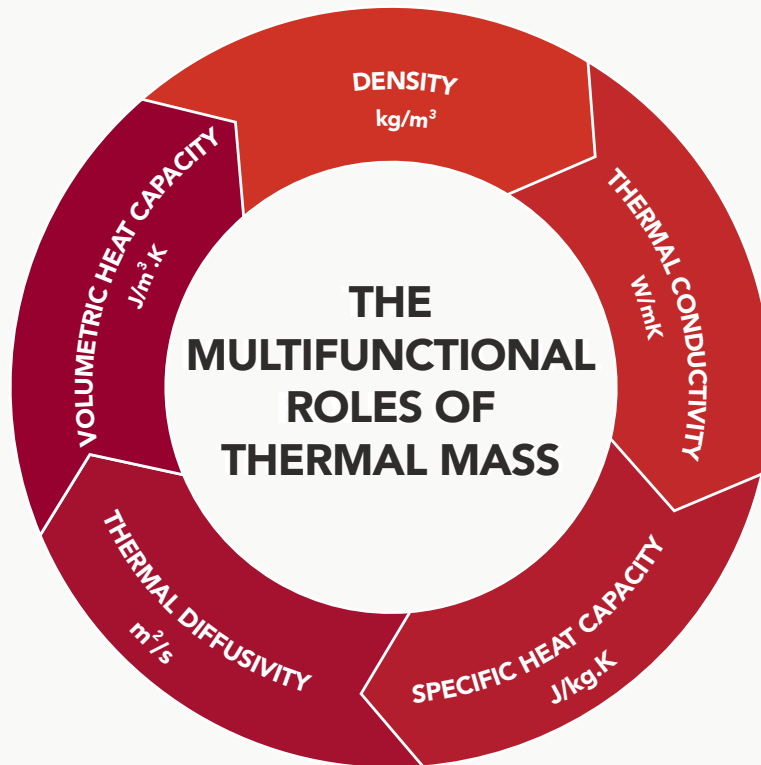 THE
MULTIFUNCTIONAL
ROLES OF
THERMAL MASS
DENSITY
kg/m³
THERMAL CONDUCTIVITY
W/mK
SPECIFIC HEAT CAPACITY
J/kg.K
THERMAL DIFFUSIVITY
m²/s
VOLUMETRIC HEAT CAPACITY
J/m³.K